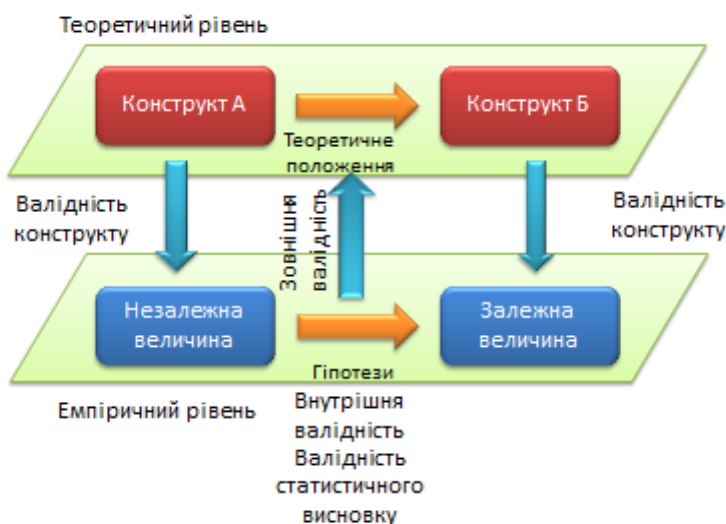 Теоретичний рівень
Конструкт А
Конструкт Б
Теоретичне
положення
Валідність
конструкту
Зовнішня
валідність
Валідність
конструкту
Незалежна
величина
Залежна
величина
Гіпотези
Емпіричний рівень
Внутрішня
валідність
Валідність
статистичного
висновку